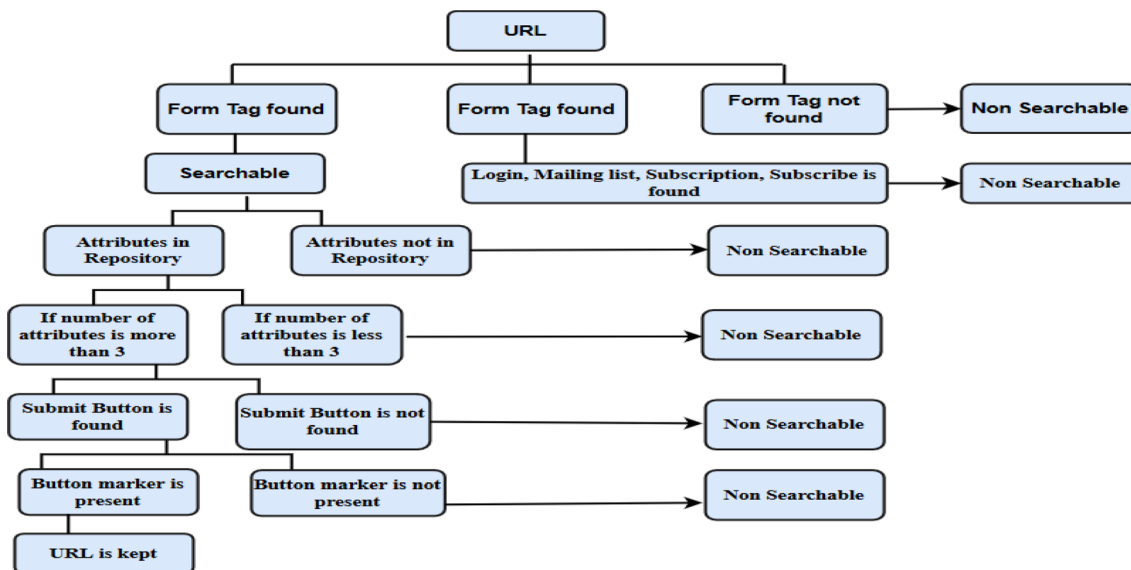 URL
Form Tag found
Form Tag found
Form Tag not
found
Non Searchable
Searchable
Login, Mailing list, Subscription, Subscribe is
found
Non Searchable
Attributes in
Repository
Attributes not in
Repository
Non Searchable
If number of
attributes is more
than 3
If number of
attributes is less
than 3
Non Searchable
Submit Button is
found
Submit Button is not
found
Non Searchable
Button marker is
present
Button marker is not
present
Non Searchable
URL is kept